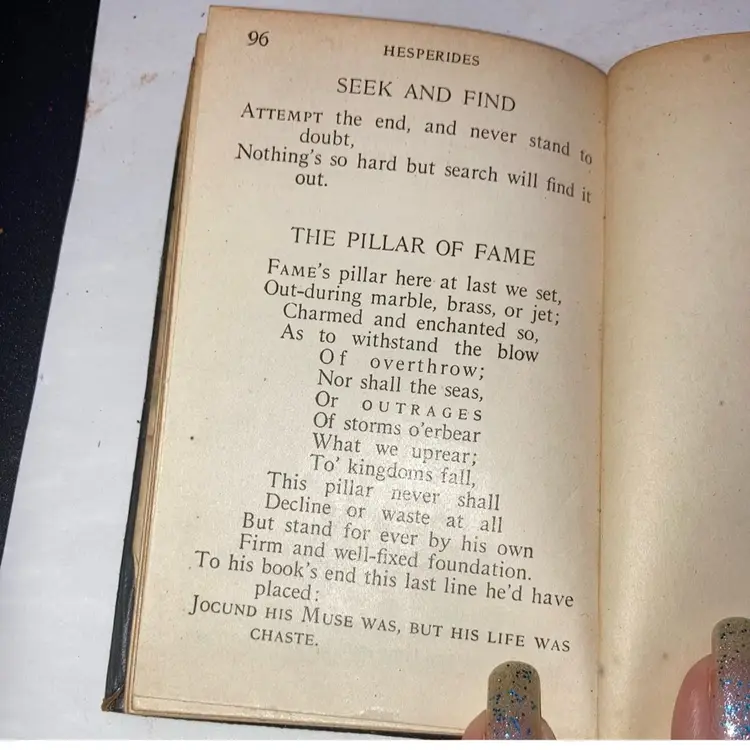 96
HESPERIDES
SEEK AND FIND
ATTEMPT the end, and never stand to
doubt,
Nothing's so hard but search will find it
out.
THE PILLAR OF FAME
FAME'S pillar here at last we set,
Out-during marble, brass, or jet;
Charmed and enchanted so,
As to withstand the blow
Of overthrow;
Nor shall the seas,
Or OUTRAGES
Of storms o'erbear
What we uprear;
To' kingdoms fall,
This pillar never shall
Decline or waste at all
But stand for ever by his own
Firm and well-fixed foundation.
To his book's end this last line he'd have
placed:
JOCUND HIS MUSE WAS, BUT HIS LIFE WAS
CHASTE.